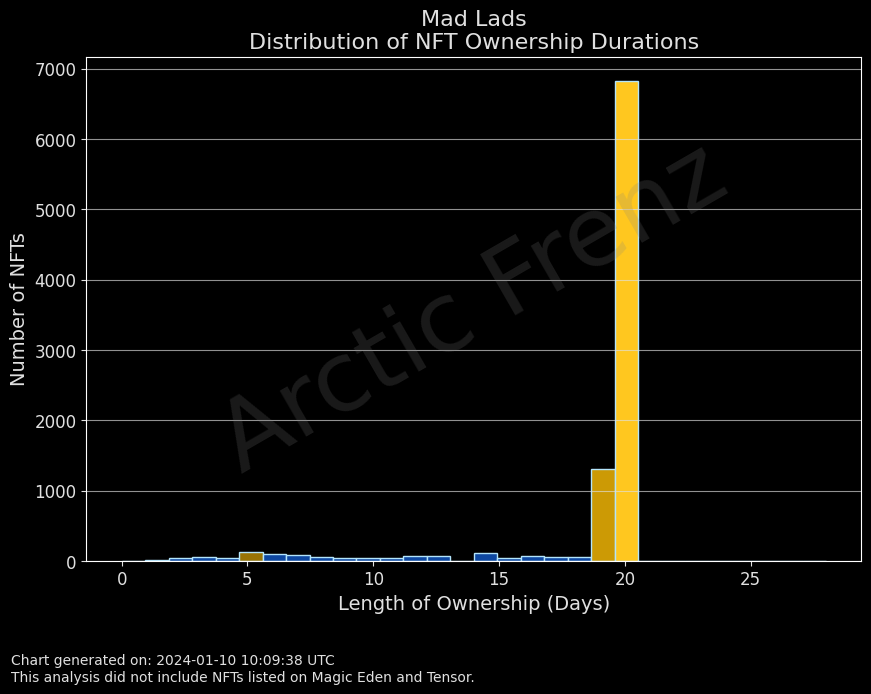 Mad Lads
Distribution of NFT Ownership Durations
Number of NFTs
7000
6000
5000
4000
3000
2000
1000
0
Arctic Frenz
0 5 10 15 20 25
Length of Ownership (Days)
Chart generated on: 2024-01-10 10:09:38 UTC
This analysis did not include NFTs listed on Magic Eden and Tensor.